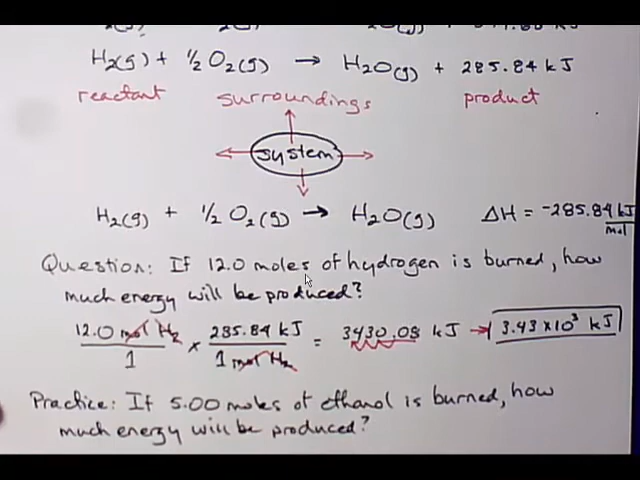 H₂(g) + ½ O₂(g) → H₂O(g) + 285.84 kJ
reactant surroundings product
system
H₂(g) + ½ O₂(g) → H₂O(g) ΔH = -285.84 kJ/mol
Question: If 12.0 moles of hydrogen is burned, how
much energy will be produced?
12.0 mol H₂ / 1 × 285.84 kJ / 1 mol H₂ = 3430.08 kJ → 3.43 × 10³ kJ
Practice: If 5.00 moles of ethanol is burned, how
much energy will be produced?